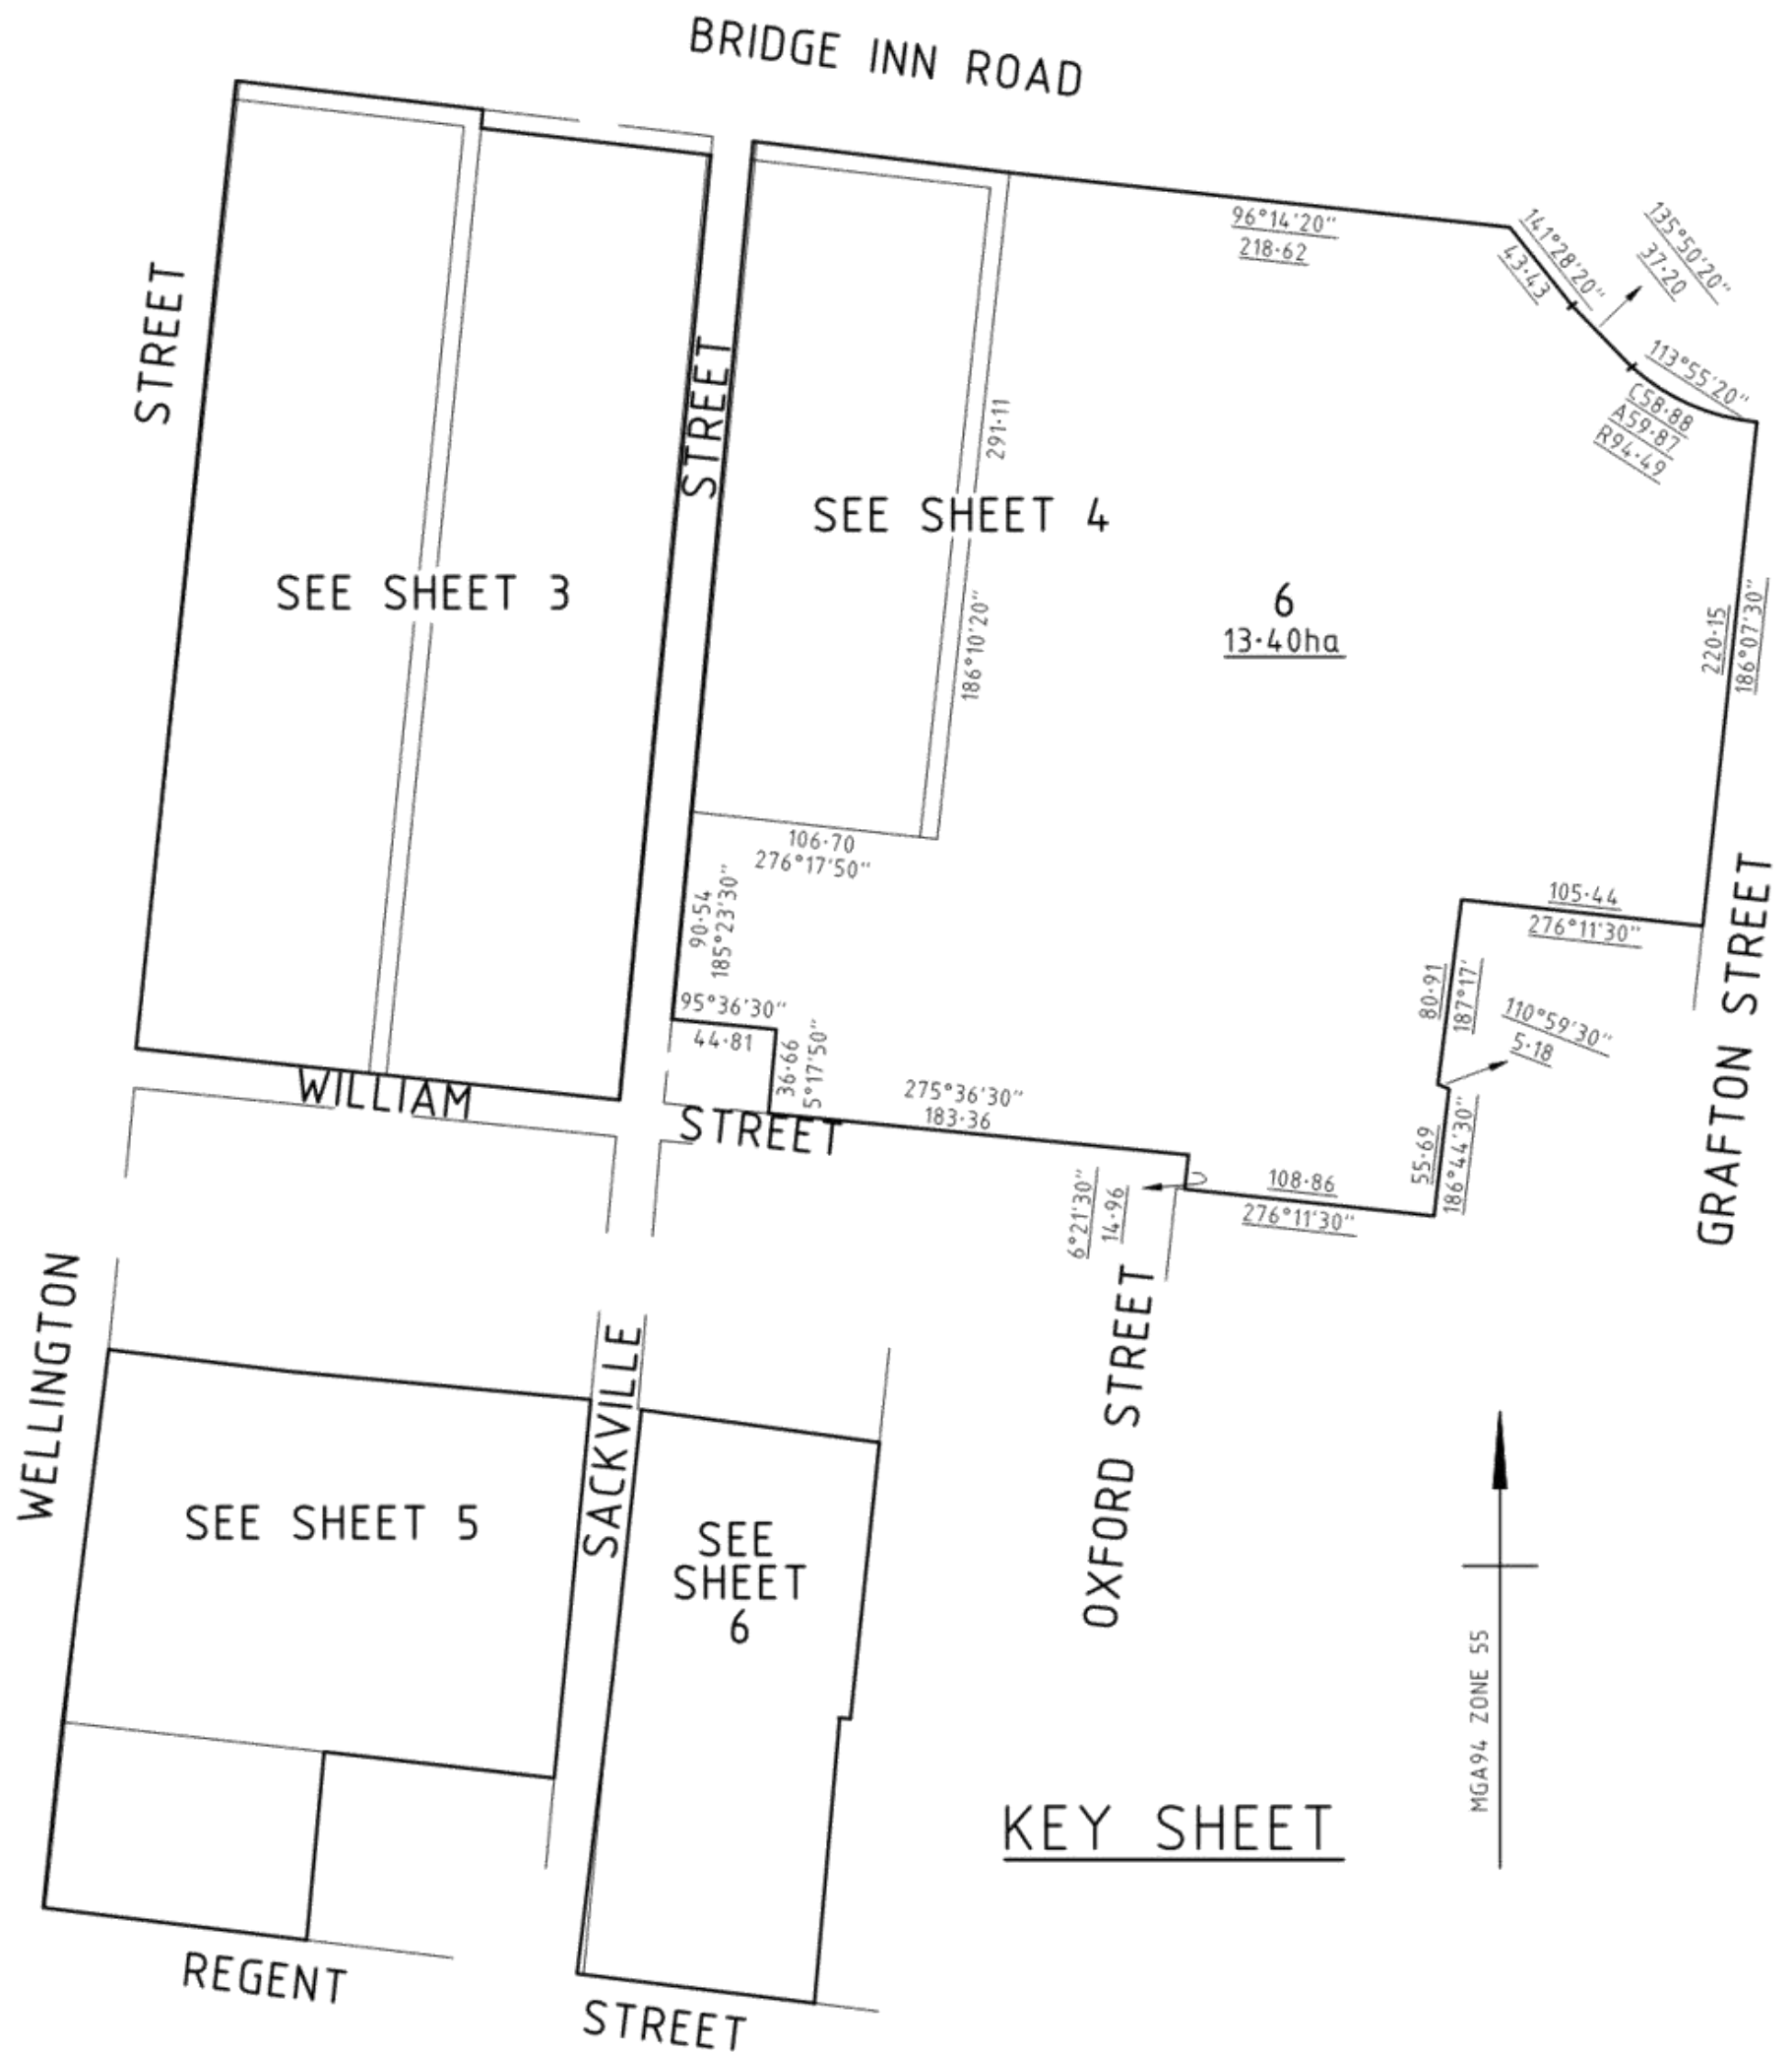 BRIDGE INN ROAD
STREET
STREET
96°14'20"
218·62
141°28'20"
43·43
135°50'20"
37·20
113°55'20"
C58·88
A59·87
R94·49
291·11
186°10'20"
SEE SHEET 4
SEE SHEET 3
6
13·40ha
220·15
186°07'30"
106·70
276°17'50"
90·54
185°23'30"
95°36'30"
44·81
36·66
5°17'50"
275°36'30"
183·36
105·44
276°11'30"
80·91
187°17'
110°59'30"
5·18
55·69
186°44'30"
108·86
276°11'30"
6°21'30"
14·96
WILLIAM
STREET
GRAFTON STREET
WELLINGTON
SACKVILLE
OXFORD STREET
SEE SHEET 5
SEE
SHEET
6
MGA94 ZONE 55
KEY SHEET
REGENT
STREET